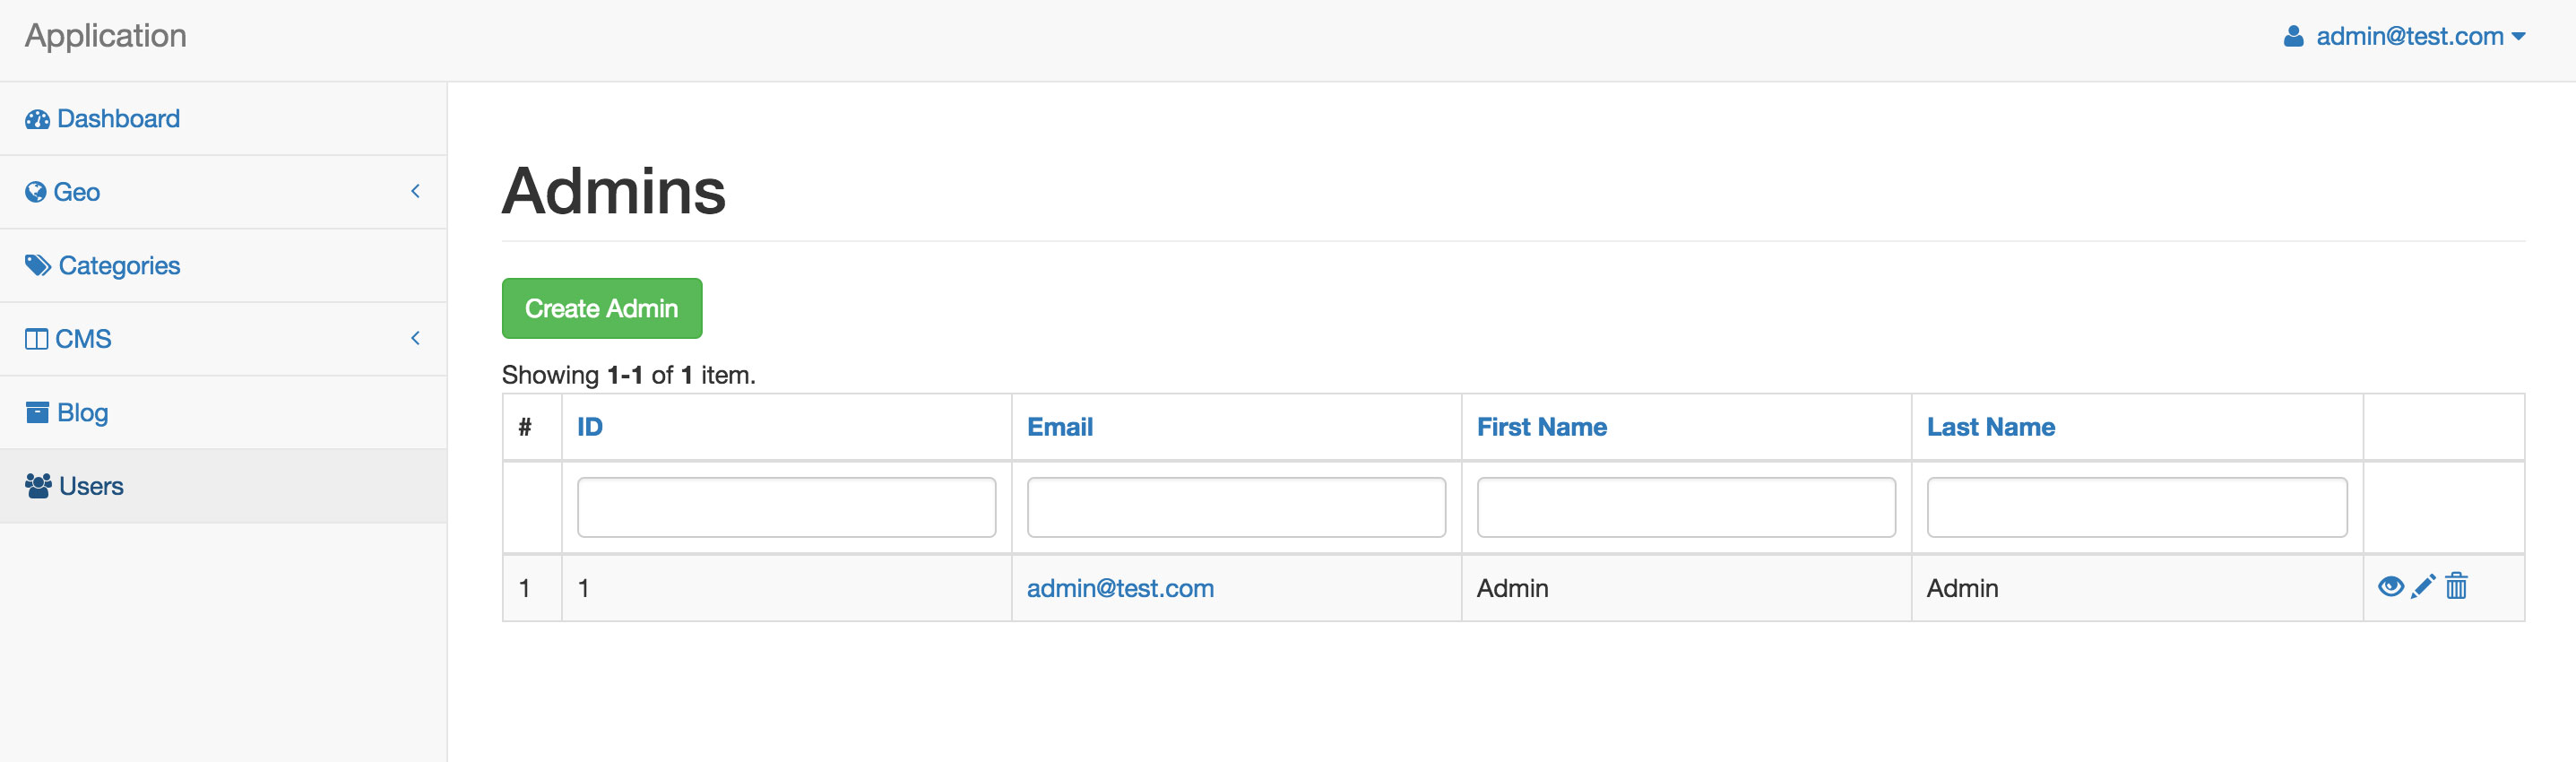 Application
admin@test.com
Dashboard
Geo
Categories
CMS
Blog
Users
Admins
Create Admin
Showing 1-1 of 1 item.
# ID Email First Name Last Name
1 1 admin@test.com Admin Admin